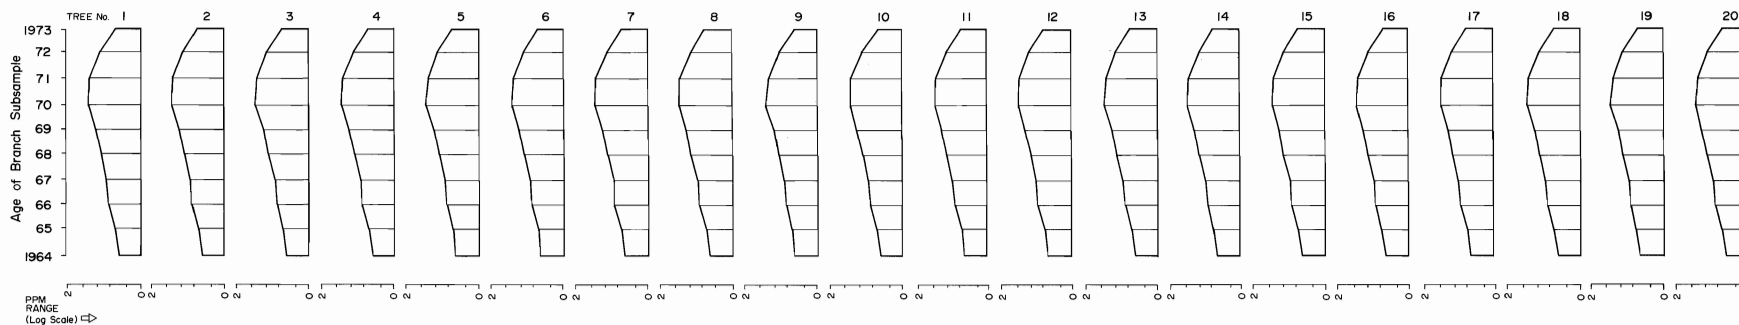 TREE No. 1 2 3 4 5 6 7 8 9 10 11 12 13 14 15 16 17 18 19 20
Age of Branch Subsample
1973
72
71
70
69
68
67
66
65
1964
2 0 2 0 2 0 2 0 2 0 2 0 2 0 2 0 2 0 2 0 2 0 2 0 2 0 2 0 2 0 2 0 2 0 2 0 2 0 2
PPM
RANGE
(Log Scale)